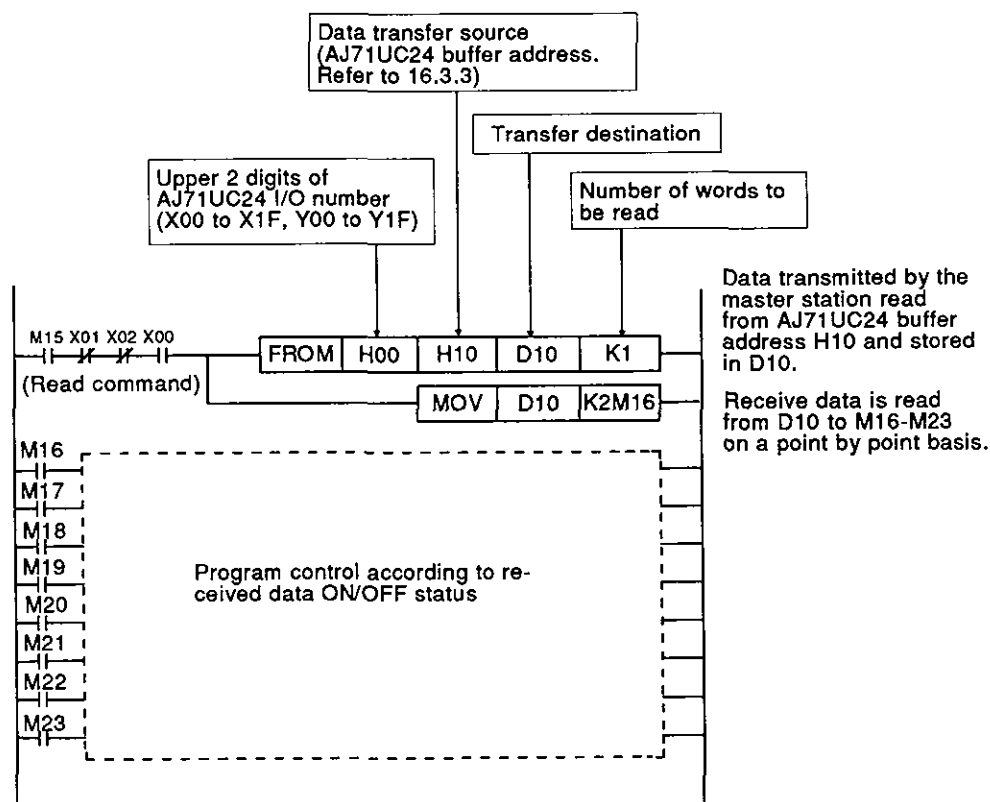 Data transfer source
(AJ71UC24 buffer address.
Refer to 16.3.3)
Transfer destination
Upper 2 digits of
AJ71UC24 I/O number
(X00 to X1F, Y00 to Y1F)
Number of words to
be read
M15 X01 X02 X00
FROM H00 H10 D10 K1
(Read command)
MOV D10 K2M16
Data transmitted by the
master station read
from AJ71UC24 buffer
address H10 and stored
in D10.
Receive data is read
from D10 to M16-M23
on a point by point basis.
M16
M17
M18
M19
M20
M21
M22
M23
Program control according to re-
ceived data ON/OFF status